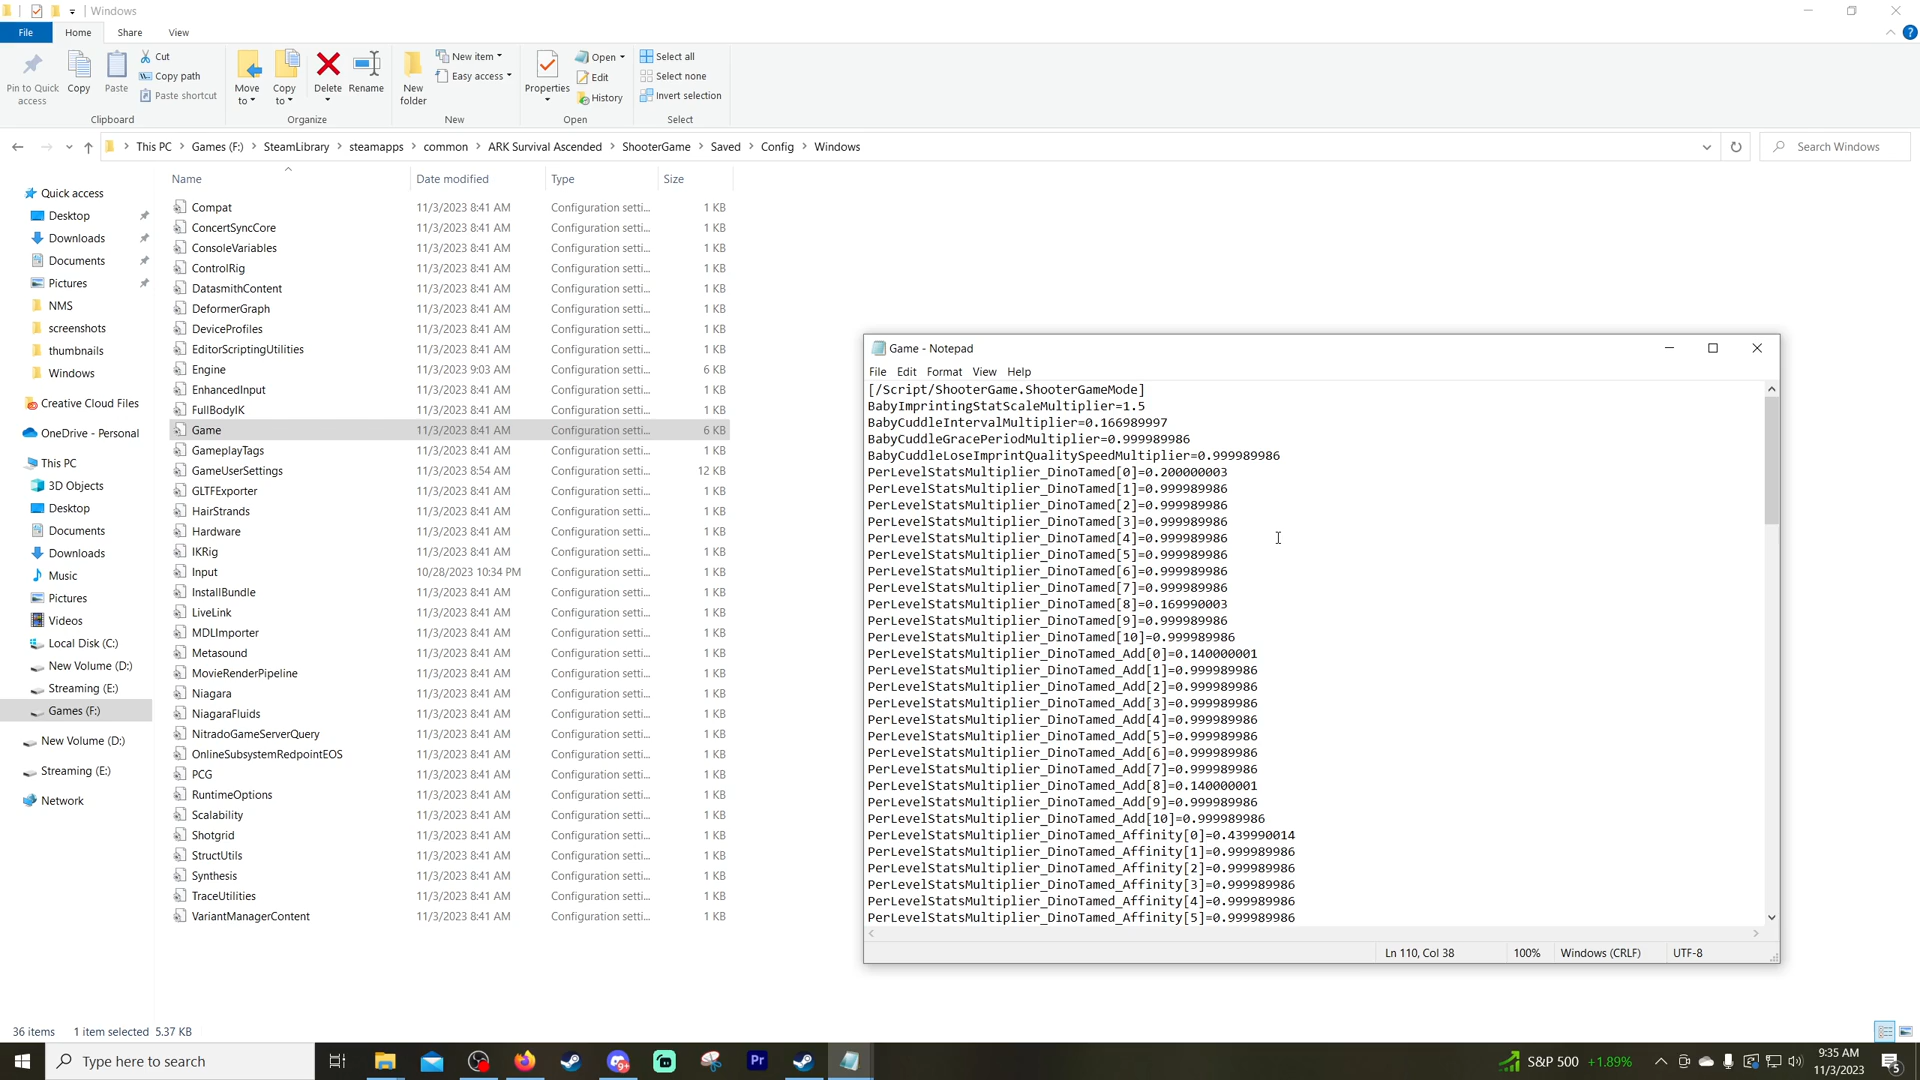 Windows
File Home Share View
Pin to Quick access
Copy
Paste
Cut
Copy path
Paste shortcut
Clipboard
Move to
Copy to
Delete
Rename
Organize
New folder
New item
Easy access
New
Properties
Open
Edit
History
Open
Select all
Select none
Invert selection
Select
This PC > Games (F:) > SteamLibrary > steamapps > common > ARK Survival Ascended > ShooterGame > Saved > Config > Windows
Search Windows
Quick access
Desktop
Downloads
Documents
Pictures
NMS
screenshots
thumbnails
Windows
Creative Cloud Files
OneDrive - Personal
This PC
3D Objects
Desktop
Documents
Downloads
Music
Pictures
Videos
Local Disk (C:)
New Volume (D:)
Streaming (E:)
Games (F:)
New Volume (D:)
Streaming (E:)
Network
Name Date modified Type Size
Compat 11/3/2023 8:41 AM Configuration setti... 1 KB
ConcertSyncCore 11/3/2023 8:41 AM Configuration setti... 1 KB
ConsoleVariables 11/3/2023 8:41 AM Configuration setti... 1 KB
ControlRig 11/3/2023 8:41 AM Configuration setti... 1 KB
DatasmithContent 11/3/2023 8:41 AM Configuration setti... 1 KB
DeformerGraph 11/3/2023 8:41 AM Configuration setti... 1 KB
DeviceProfiles 11/3/2023 8:41 AM Configuration setti... 1 KB
EditorScriptingUtilities 11/3/2023 8:41 AM Configuration setti... 1 KB
Engine 11/3/2023 9:03 AM Configuration setti... 6 KB
EnhancedInput 11/3/2023 8:41 AM Configuration setti... 1 KB
FullBodyIK 11/3/2023 8:41 AM Configuration setti... 1 KB
Game 11/3/2023 8:41 AM Configuration setti... 6 KB
GameplayTags 11/3/2023 8:41 AM Configuration setti... 1 KB
GameUserSettings 11/3/2023 8:54 AM Configuration setti... 12 KB
GLTFExporter 11/3/2023 8:41 AM Configuration setti... 1 KB
HairStrands 11/3/2023 8:41 AM Configuration setti... 1 KB
Hardware 11/3/2023 8:41 AM Configuration setti... 1 KB
IKRig 11/3/2023 8:41 AM Configuration setti... 1 KB
Input 10/28/2023 10:34 PM Configuration setti... 1 KB
InstallBundle 11/3/2023 8:41 AM Configuration setti... 1 KB
LiveLink 11/3/2023 8:41 AM Configuration setti... 1 KB
MDLImporter 11/3/2023 8:41 AM Configuration setti... 1 KB
Metasound 11/3/2023 8:41 AM Configuration setti... 1 KB
MovieRenderPipeline 11/3/2023 8:41 AM Configuration setti... 1 KB
Niagara 11/3/2023 8:41 AM Configuration setti... 1 KB
NiagaraFluids 11/3/2023 8:41 AM Configuration setti... 1 KB
NitradoGameServerQuery 11/3/2023 8:41 AM Configuration setti... 1 KB
OnlineSubsystemRedpointEOS 11/3/2023 8:41 AM Configuration setti... 1 KB
PCG 11/3/2023 8:41 AM Configuration setti... 1 KB
RuntimeOptions 11/3/2023 8:41 AM Configuration setti... 1 KB
Scalability 11/3/2023 8:41 AM Configuration setti... 1 KB
Shotgrid 11/3/2023 8:41 AM Configuration setti... 1 KB
StructUtils 11/3/2023 8:41 AM Configuration setti... 1 KB
Synthesis 11/3/2023 8:41 AM Configuration setti... 1 KB
TraceUtilities 11/3/2023 8:41 AM Configuration setti... 1 KB
VariantManagerContent 11/3/2023 8:41 AM Configuration setti... 1 KB
Game - Notepad
File Edit Format View Help
[/Script/ShooterGame.ShooterGameMode]
BabyImprintingStatScaleMultiplier=1.5
BabyCuddleIntervalMultiplier=0.166989997
BabyCuddleGracePeriodMultiplier=0.999989986
BabyCuddleLoseImprintQualitySpeedMultiplier=0.999989986
PerLevelStatsMultiplier_DinoTamed[0]=0.200000003
PerLevelStatsMultiplier_DinoTamed[1]=0.999989986
PerLevelStatsMultiplier_DinoTamed[2]=0.999989986
PerLevelStatsMultiplier_DinoTamed[3]=0.999989986
PerLevelStatsMultiplier_DinoTamed[4]=0.999989986
PerLevelStatsMultiplier_DinoTamed[5]=0.999989986
PerLevelStatsMultiplier_DinoTamed[6]=0.999989986
PerLevelStatsMultiplier_DinoTamed[7]=0.999989986
PerLevelStatsMultiplier_DinoTamed[8]=0.169990003
PerLevelStatsMultiplier_DinoTamed[9]=0.999989986
PerLevelStatsMultiplier_DinoTamed[10]=0.999989986
PerLevelStatsMultiplier_DinoTamed_Add[0]=0.140000001
PerLevelStatsMultiplier_DinoTamed_Add[1]=0.999989986
PerLevelStatsMultiplier_DinoTamed_Add[2]=0.999989986
PerLevelStatsMultiplier_DinoTamed_Add[3]=0.999989986
PerLevelStatsMultiplier_DinoTamed_Add[4]=0.999989986
PerLevelStatsMultiplier_DinoTamed_Add[5]=0.999989986
PerLevelStatsMultiplier_DinoTamed_Add[6]=0.999989986
PerLevelStatsMultiplier_DinoTamed_Add[7]=0.999989986
PerLevelStatsMultiplier_DinoTamed_Add[8]=0.140000001
PerLevelStatsMultiplier_DinoTamed_Add[9]=0.999989986
PerLevelStatsMultiplier_DinoTamed_Add[10]=0.999989986
PerLevelStatsMultiplier_DinoTamed_Affinity[0]=0.439990014
PerLevelStatsMultiplier_DinoTamed_Affinity[1]=0.999989986
PerLevelStatsMultiplier_DinoTamed_Affinity[2]=0.999989986
PerLevelStatsMultiplier_DinoTamed_Affinity[3]=0.999989986
PerLevelStatsMultiplier_DinoTamed_Affinity[4]=0.999989986
PerLevelStatsMultiplier_DinoTamed_Affinity[5]=0.999989986
Ln 110, Col 38 100% Windows (CRLF) UTF-8
36 items 1 item selected 5.37 KB
Type here to search
Pr
S&P 500 +1.89%
9:35 AM
11/3/2023
5